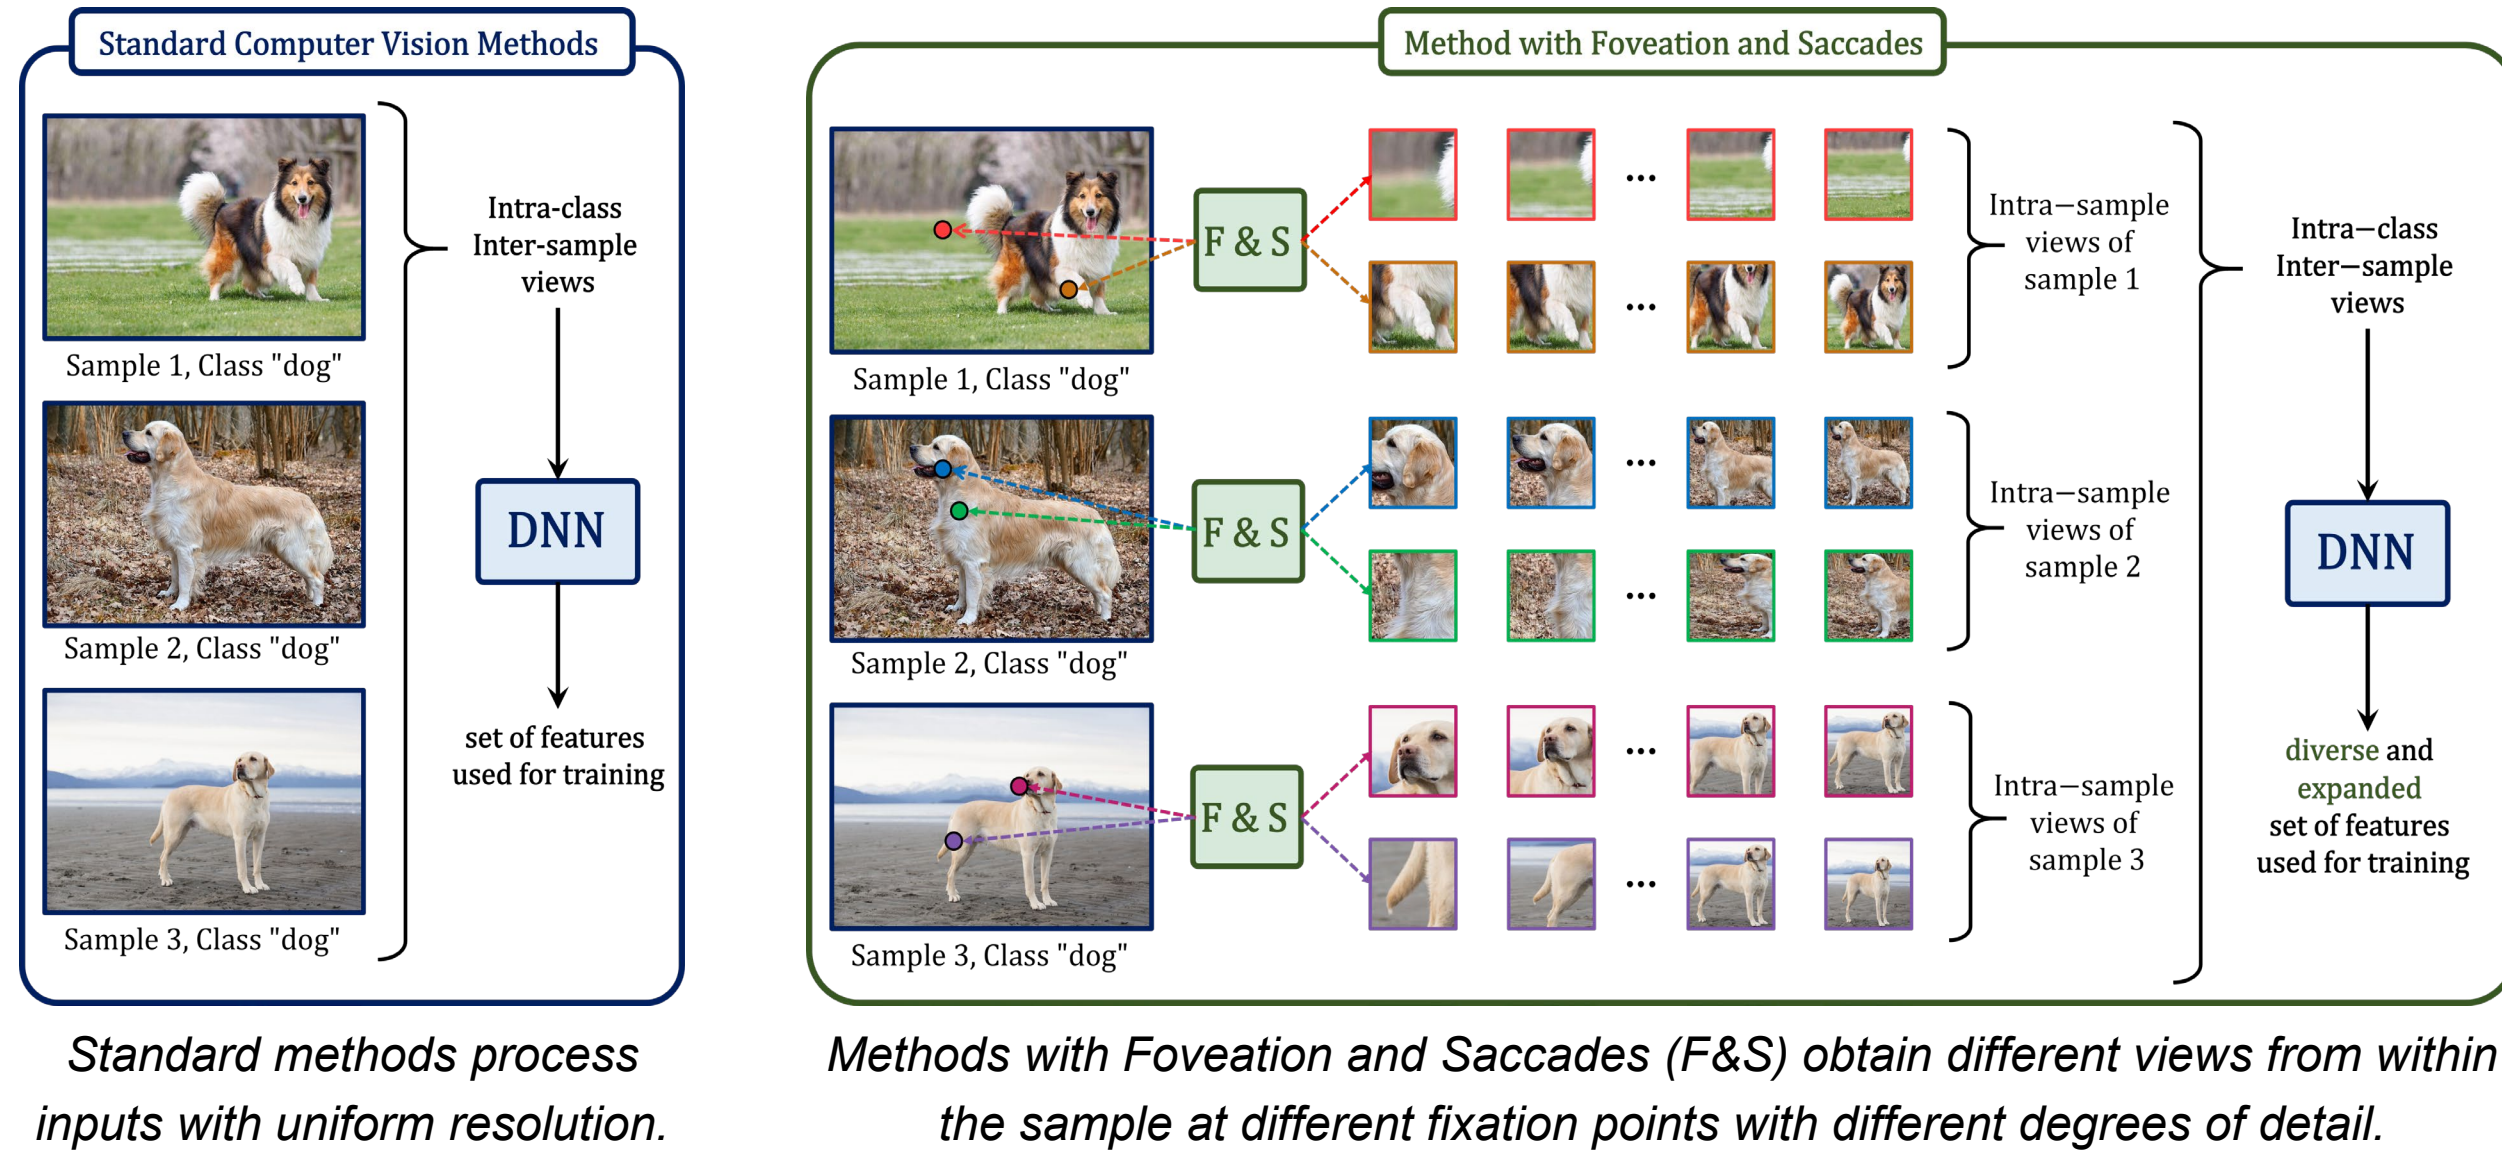 Standard Computer Vision Methods
Sample 1, Class "dog"
Sample 2, Class "dog"
Sample 3, Class "dog"
Intra-class
Inter-sample
views
DNN
set of features
used for training
Standard methods process
inputs with uniform resolution.
Method with Foveation and Saccades
Sample 1, Class "dog"
F & S
...
...
Intra−sample
views of
sample 1
Sample 2, Class "dog"
F & S
...
...
Intra−sample
views of
sample 2
Sample 3, Class "dog"
F & S
...
...
Intra−sample
views of
sample 3
Intra−class
Inter−sample
views
DNN
diverse and
expanded
set of features
used for training
Methods with Foveation and Saccades (F&S) obtain different views from within
the sample at different fixation points with different degrees of detail.